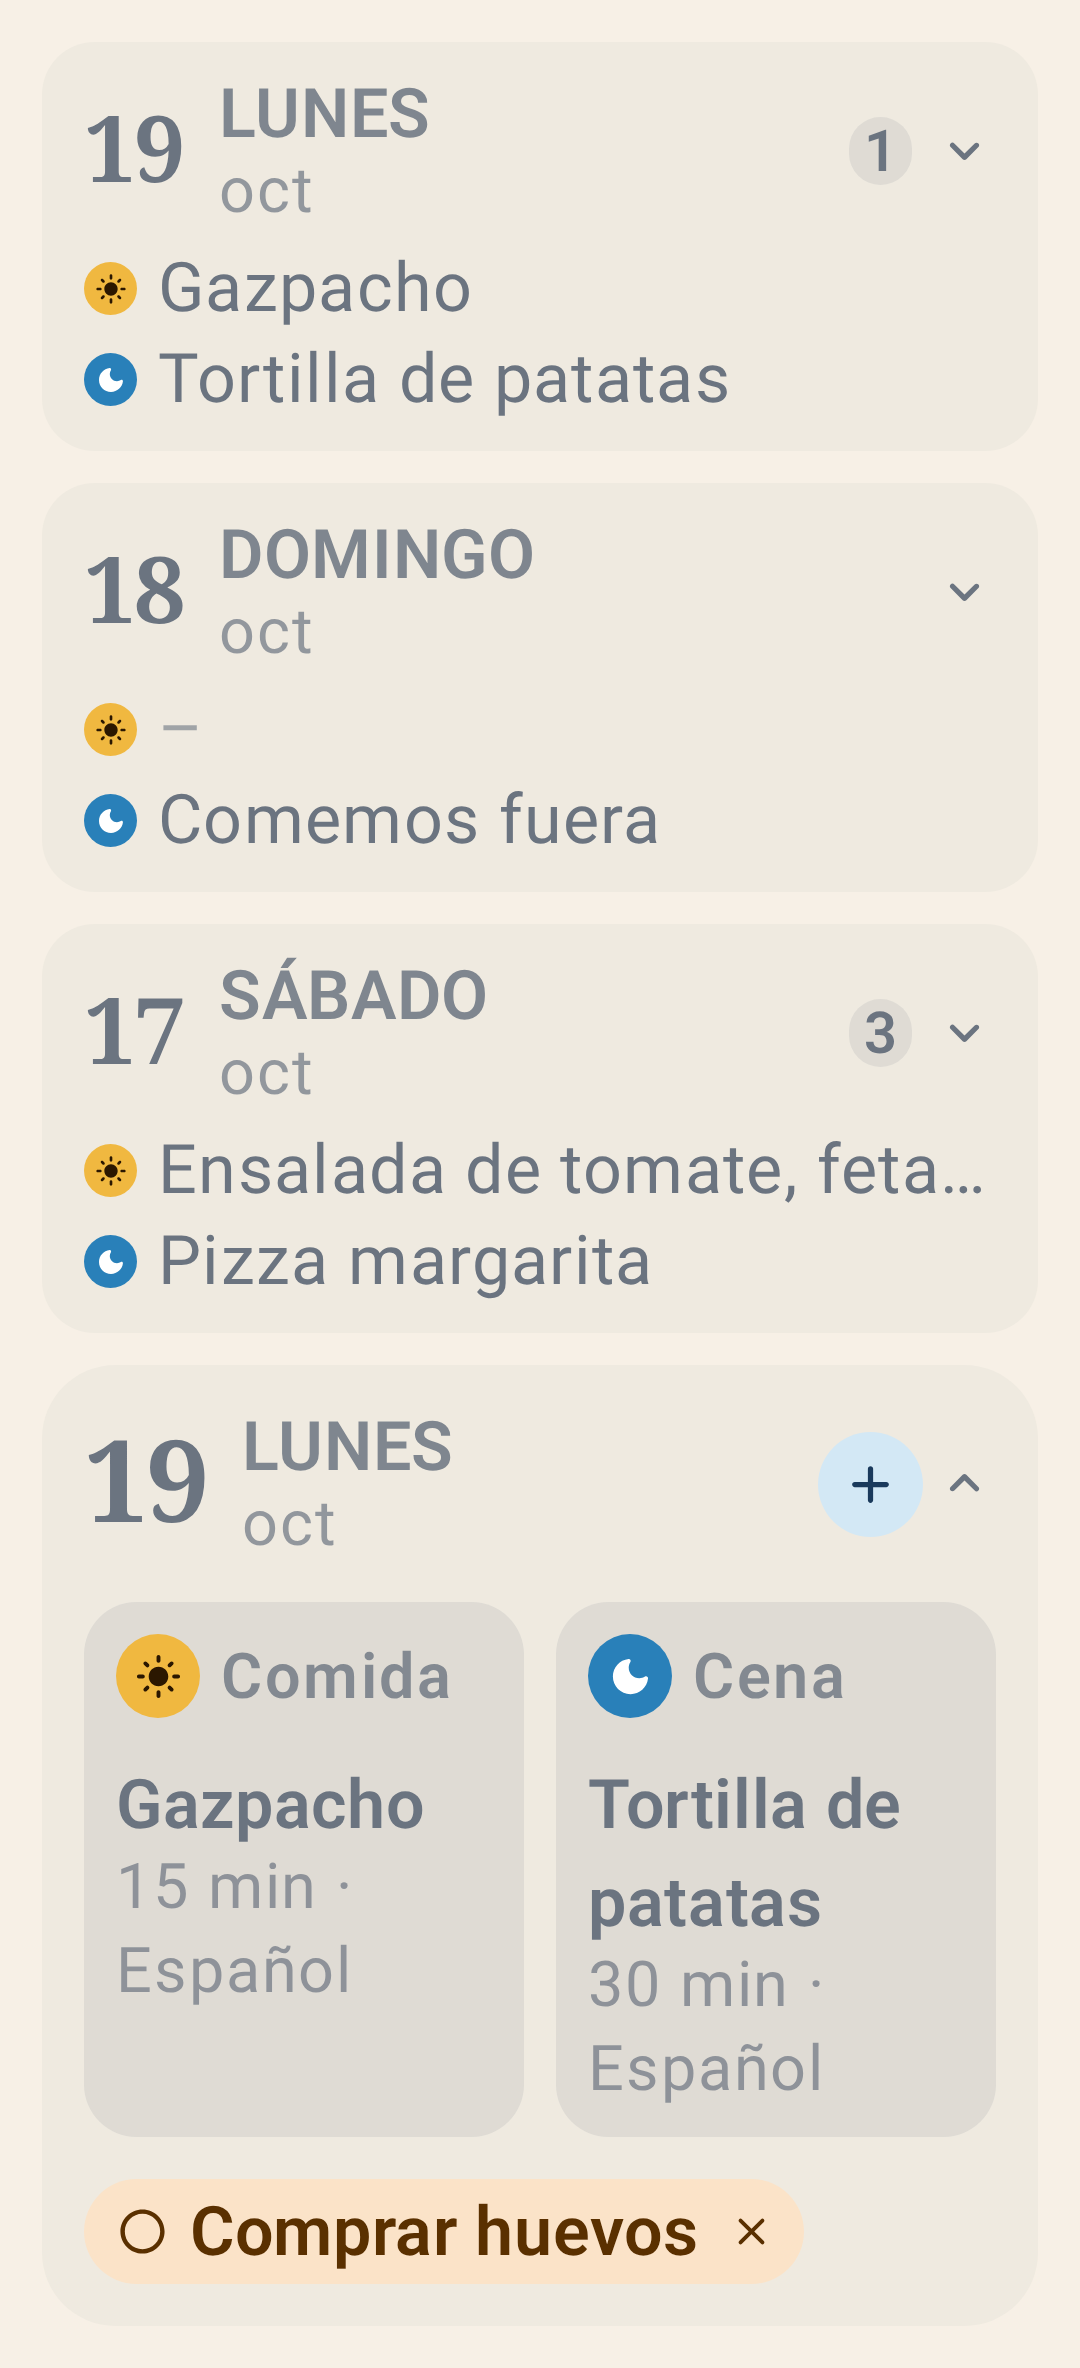 19
LUNES
oct
1
Gazpacho
Tortilla de patatas
18
DOMINGO
oct
–
Comemos fuera
17
SÁBADO
oct
3
Ensalada de tomate, feta…
Pizza margarita
19
LUNES
oct
Comida
Gazpacho
15 min ·
Español
Cena
Tortilla de
patatas
30 min ·
Español
Comprar huevos